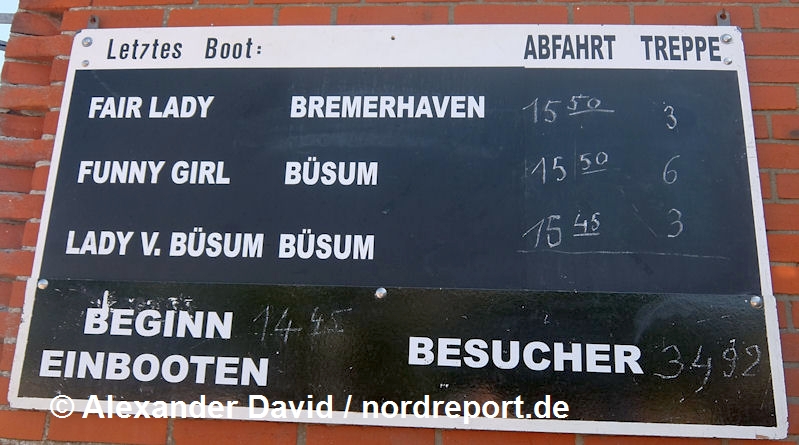 Let7tes Boot: ABFAHRT TREPPE
FAIR LADY BREMERHAVEN 15 50 3
FUNNY GIRL BÜSUM 15 50 6
LADY V. BÜSUM BÜSUM 15 45 3
BEGINN 14 45
EINBOOTEN BESUCHER 3492
© Alexander David / nordreport.de